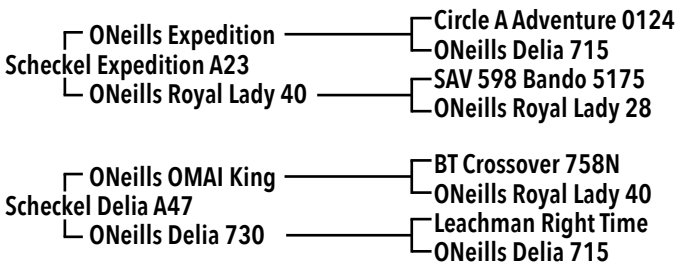 Circle A Adventure 0124
ONeills Expedition
ONeills Delia 715
Scheckel Expedition A23
SAV 598 Bando 5175
ONeills Royal Lady 40
ONeills Royal Lady 28
BT Crossover 758N
ONeills OMAI King
ONeills Royal Lady 40
Scheckel Delia A47
Leachman Right Time
ONeills Delia 730
ONeills Delia 715